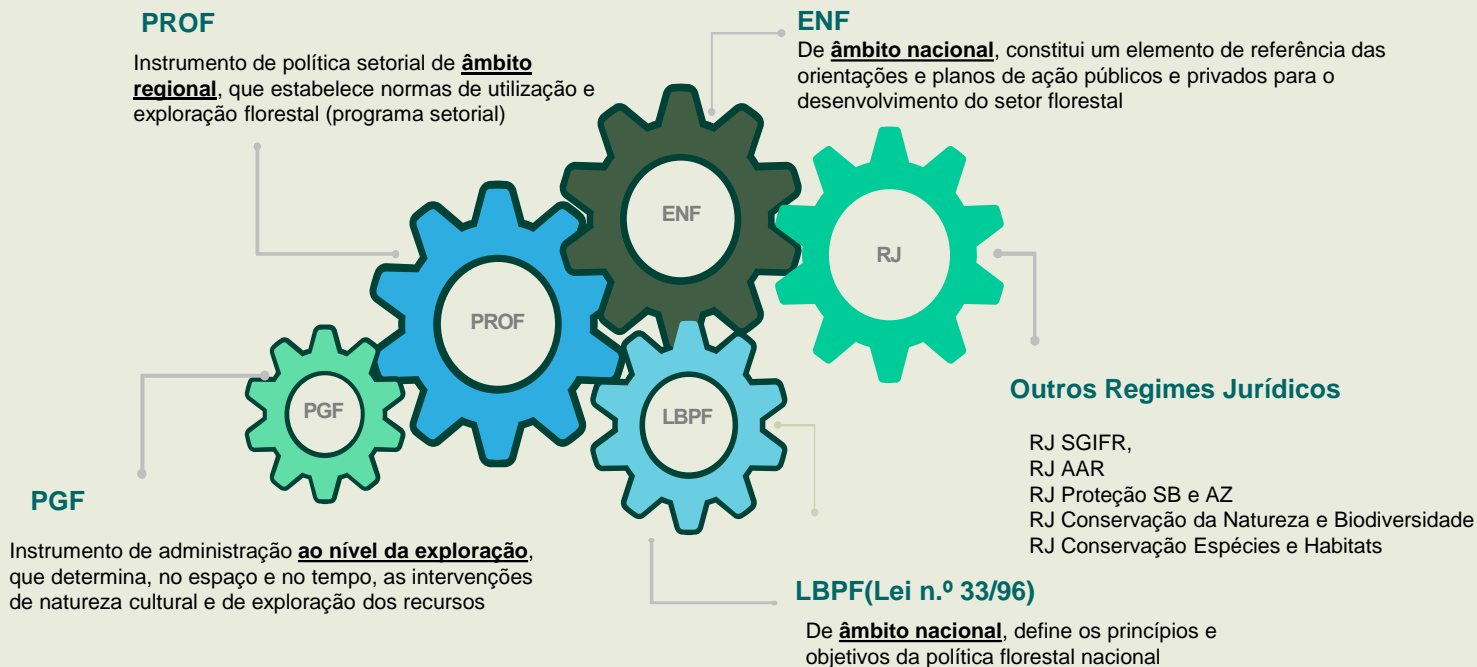 PROF
Instrumento de política setorial de âmbito
regional, que estabelece normas de utilização e
exploração florestal (programa setorial)
ENF
De âmbito nacional, constitui um elemento de referência das
orientações e planos de ação públicos e privados para o
desenvolvimento do setor florestal
ENF
RJ
PROF
PGF
LBPF
Outros Regimes Jurídicos
RJ SGIFR,
RJ AAR
RJ Proteção SB e AZ
RJ Conservação da Natureza e Biodiversidade
RJ Conservação Espécies e Habitats
PGF
Instrumento de administração ao nível da exploração,
que determina, no espaço e no tempo, as intervenções
de natureza cultural e de exploração dos recursos
LBPF(Lei n.º 33/96)
De âmbito nacional, define os princípios e
objetivos da política florestal nacional